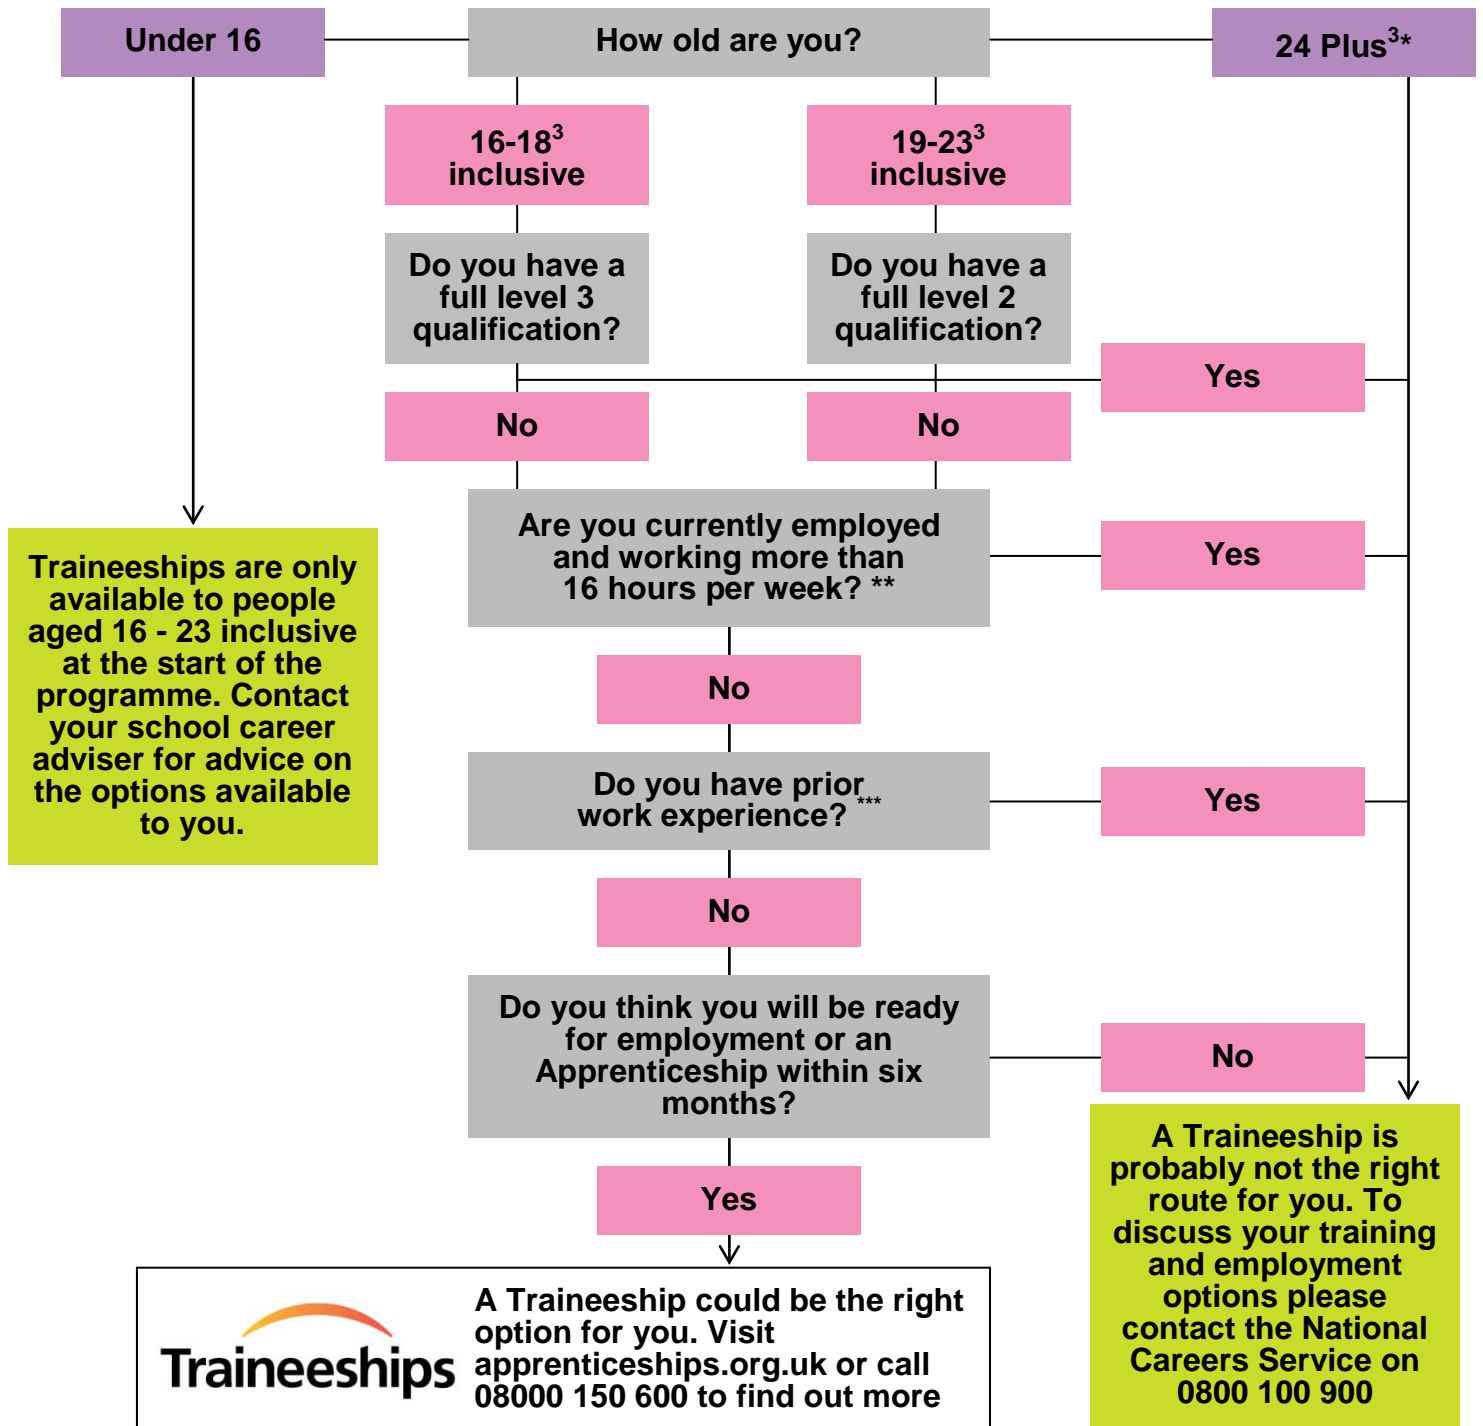 Under 16
How old are you?
24 Plus³*
16-18³
inclusive
19-23³
inclusive
Do you have a
full level 3
qualification?
Do you have a
full level 2
qualification?
Yes
No
No
Are you currently employed
and working more than
16 hours per week? **
Yes
Traineeships are only
available to people
aged 16 - 23 inclusive
at the start of the
programme. Contact
your school career
adviser for advice on
the options available
to you.
No
Do you have prior
work experience? ***
Yes
No
Do you think you will be ready
for employment or an
Apprenticeship within six
months?
No
Yes
A Traineeship is
probably not the right
route for you. To
discuss your training
and employment
options please
contact the National
Careers Service on
0800 100 900
Traineeships
A Traineeship could be the right
option for you. Visit
apprenticeships.org.uk or call
08000 150 600 to find out more